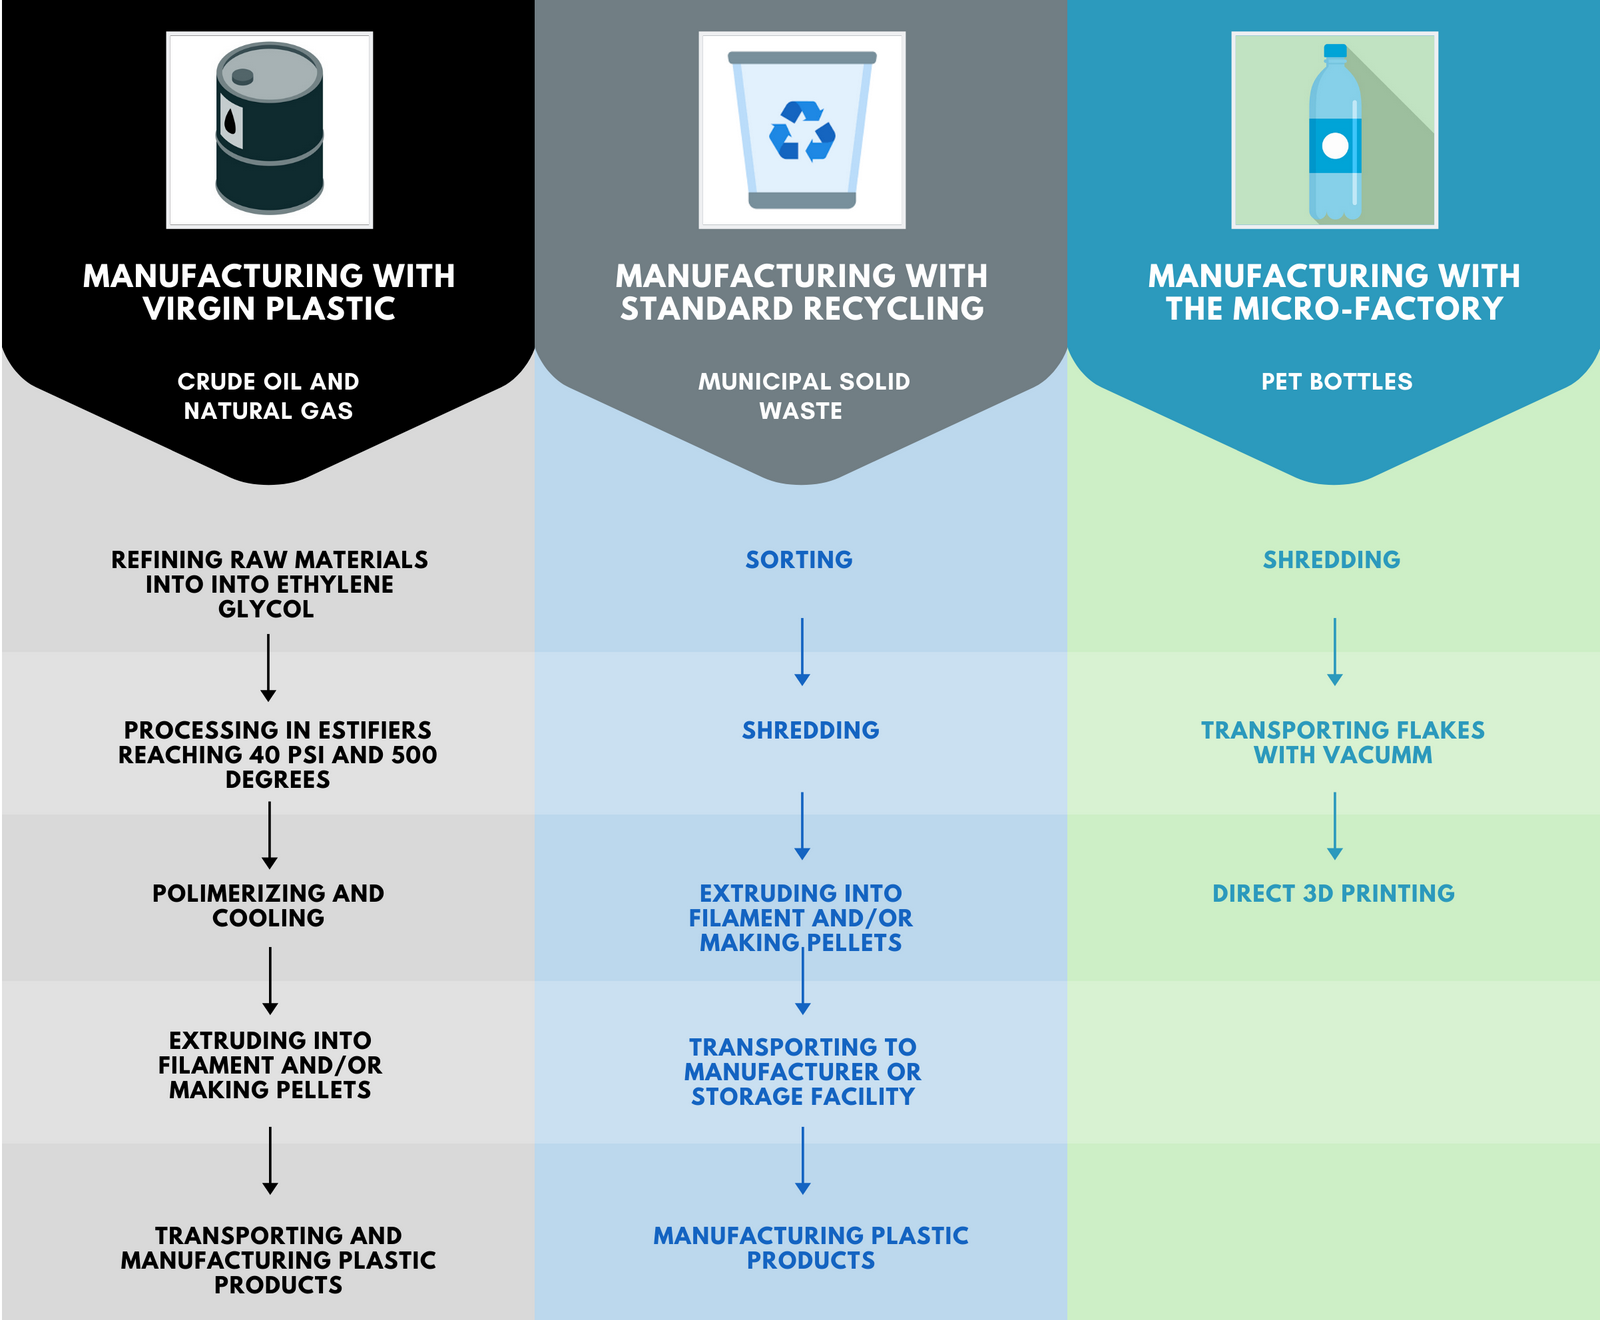 MANUFACTURING WITH
VIRGIN PLASTIC
CRUDE OIL AND
NATURAL GAS
REFINING RAW MATERIALS
INTO INTO ETHYLENE
GLYCOL
PROCESSING IN ESTIFIERS
REACHING 40 PSI AND 500
DEGREES
POLIMERIZING AND
COOLING
EXTRUDING INTO
FILAMENT AND/OR
MAKING PELLETS
TRANSPORTING AND
MANUFACTURING PLASTIC
PRODUCTS
MANUFACTURING WITH
STANDARD RECYCLING
MUNICIPAL SOLID
WASTE
SORTING
SHREDDING
EXTRUDING INTO
FILAMENT AND/OR
MAKING PELLETS
TRANSPORTING TO
MANUFACTURER OR
STORAGE FACILITY
MANUFACTURING PLASTIC
PRODUCTS
MANUFACTURING WITH
THE MICRO-FACTORY
PET BOTTLES
SHREDDING
TRANSPORTING FLAKES
WITH VACUMM
DIRECT 3D PRINTING